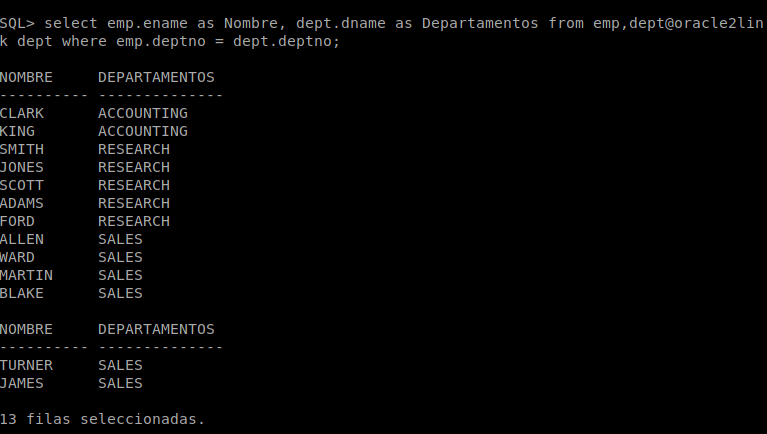 SQL> select emp.ename as Nombre, dept.dname as Departamentos from emp,dept@oracle2lin
k dept where emp.deptno = dept.deptno;
NOMBRE     DEPARTAMENTOS
---------- --------------
CLARK      ACCOUNTING
KING       ACCOUNTING
SMITH      RESEARCH
JONES      RESEARCH
SCOTT      RESEARCH
ADAMS      RESEARCH
FORD       RESEARCH
ALLEN      SALES
WARD       SALES
MARTIN     SALES
BLAKE      SALES
NOMBRE     DEPARTAMENTOS
---------- --------------
TURNER     SALES
JAMES      SALES
13 filas seleccionadas.